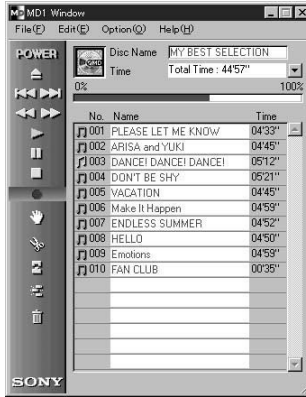 MD MD1 Window
File(F) Edit(E) Option(O) Help(H)
POWER
Disc Name MY BEST SELECTION
Time Total Time : 44'57"
0% 100%
No. Name Time
001 PLEASE LET ME KNOW 04'33"
002 ARISA and YUKI 04'45"
003 DANCE! DANCE! DANCE! 05'12"
004 DON'T BE SHY 05'21"
005 VACATION 04'45"
006 Make It Happen 04'59"
007 ENDLESS SUMMER 04'52"
008 HELLO 04'50"
009 Emotions 04'59"
010 FAN CLUB 00'35"
SONY